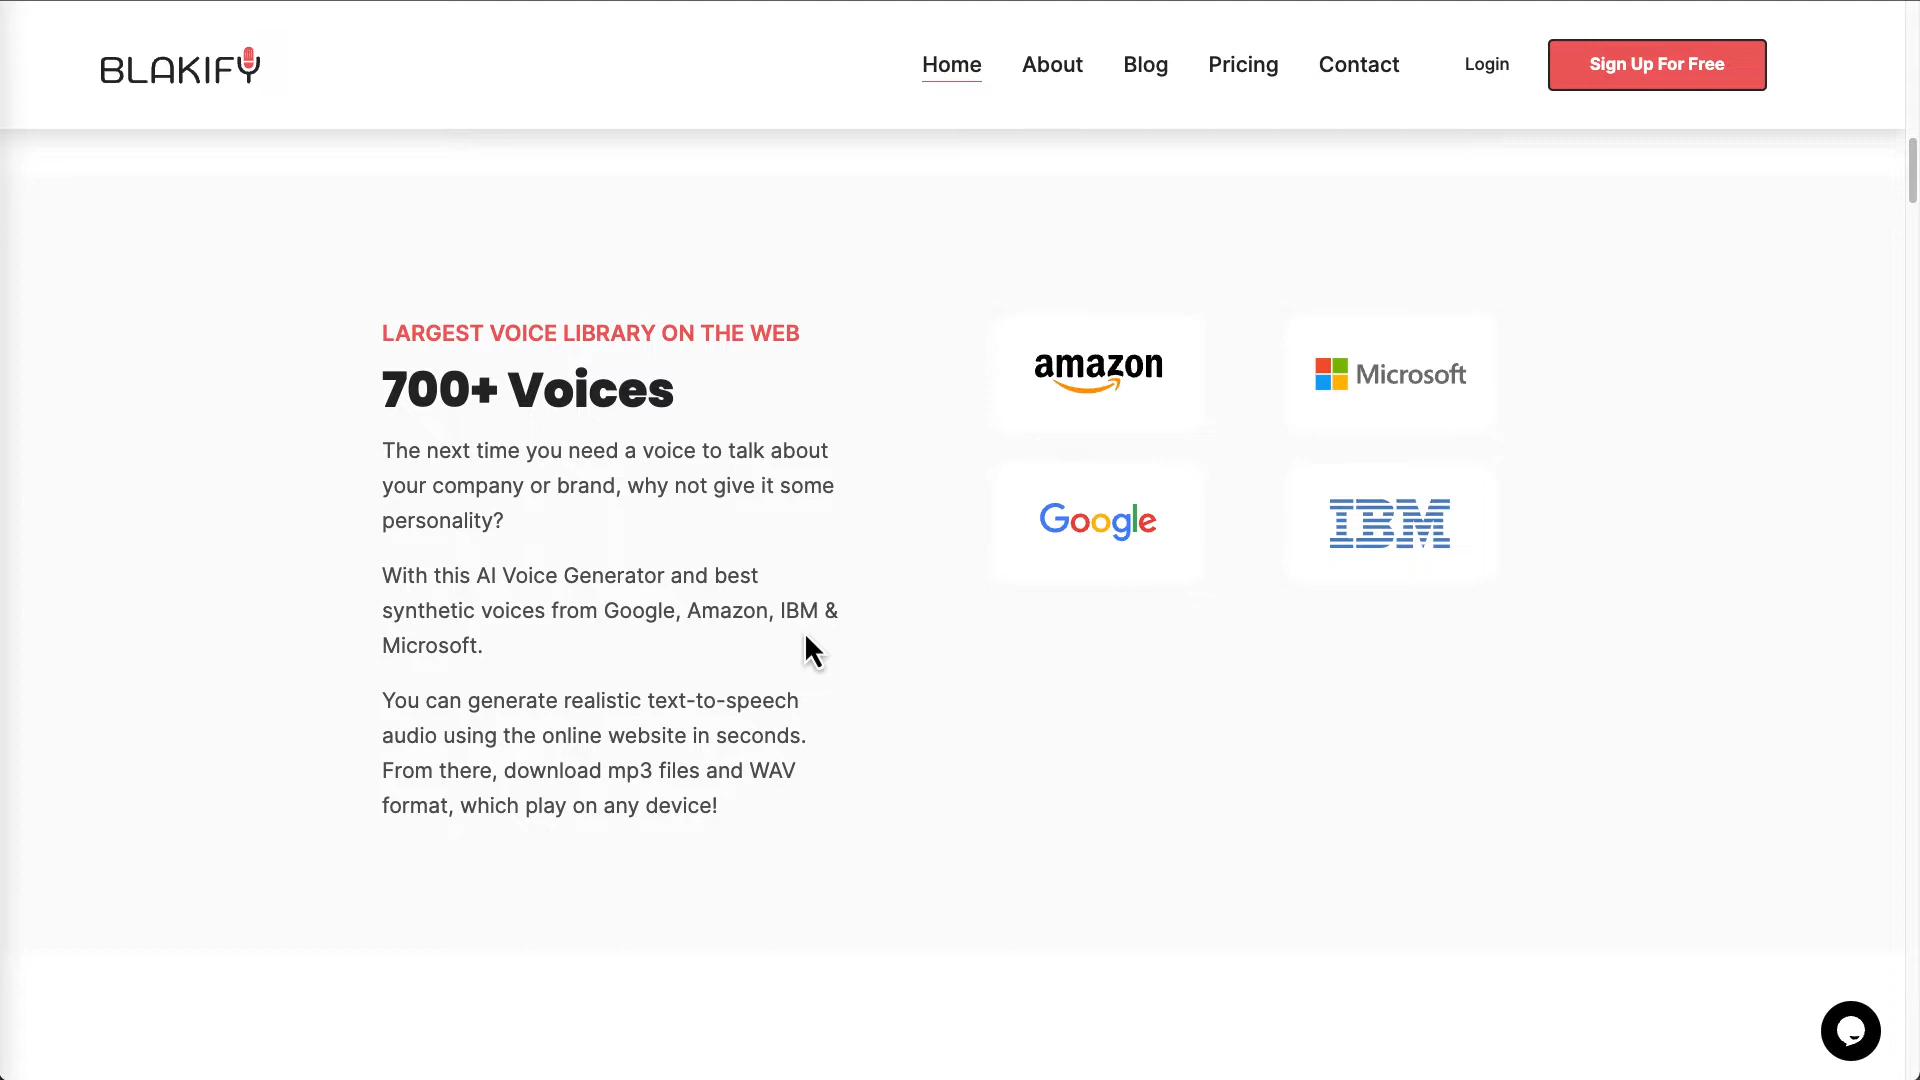 BLAKIFY
Home About Blog Pricing Contact Login Sign Up For Free
LARGEST VOICE LIBRARY ON THE WEB
700+ Voices
The next time you need a voice to talk about
your company or brand, why not give it some
personality?
With this AI Voice Generator and best
synthetic voices from Google, Amazon, IBM &
Microsoft.
You can generate realistic text-to-speech
audio using the online website in seconds.
From there, download mp3 files and WAV
format, which play on any device!
amazon
Microsoft
Google
IBM